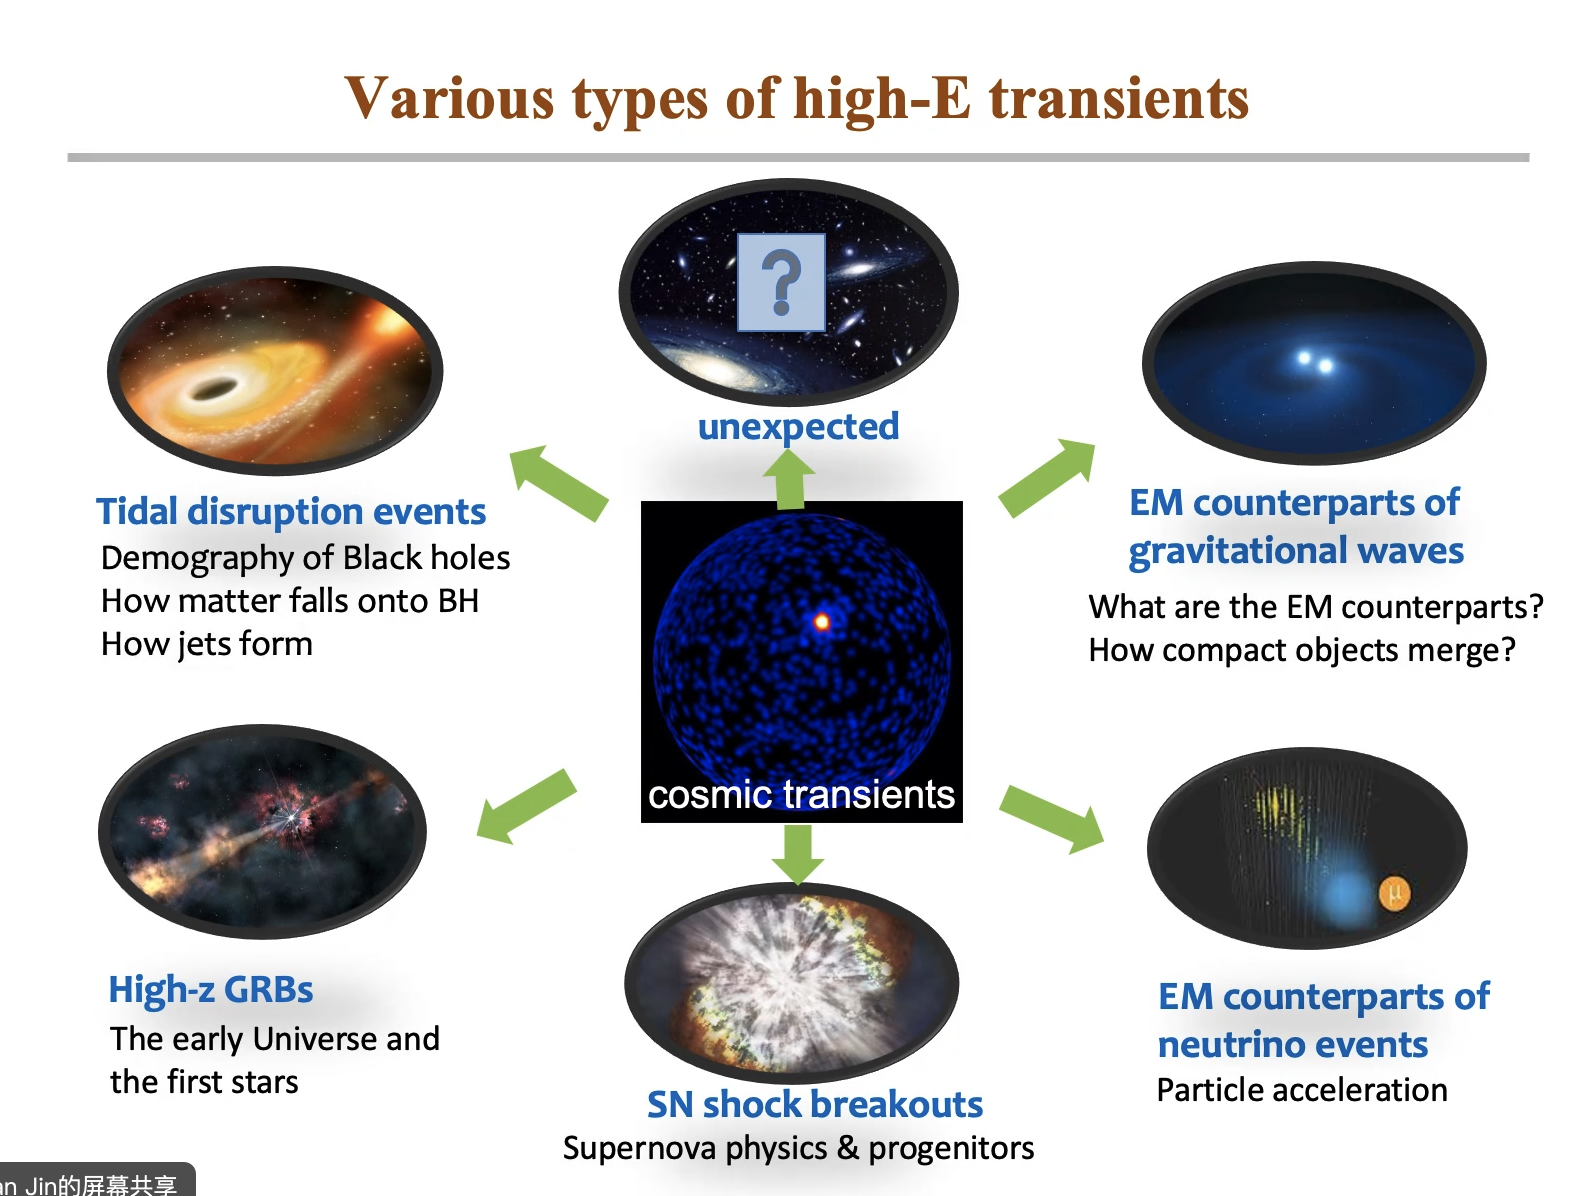 Various types of high-E transients
?
unexpected
Tidal disruption events
Demography of Black holes
How matter falls onto BH
How jets form
EM counterparts of
gravitational waves
What are the EM counterparts?
How compact objects merge?
cosmic transients
High-z GRBs
The early Universe and
the first stars
SN shock breakouts
Supernova physics & progenitors
μ
EM counterparts of
neutrino events
Particle acceleration
Jin的屏幕共享